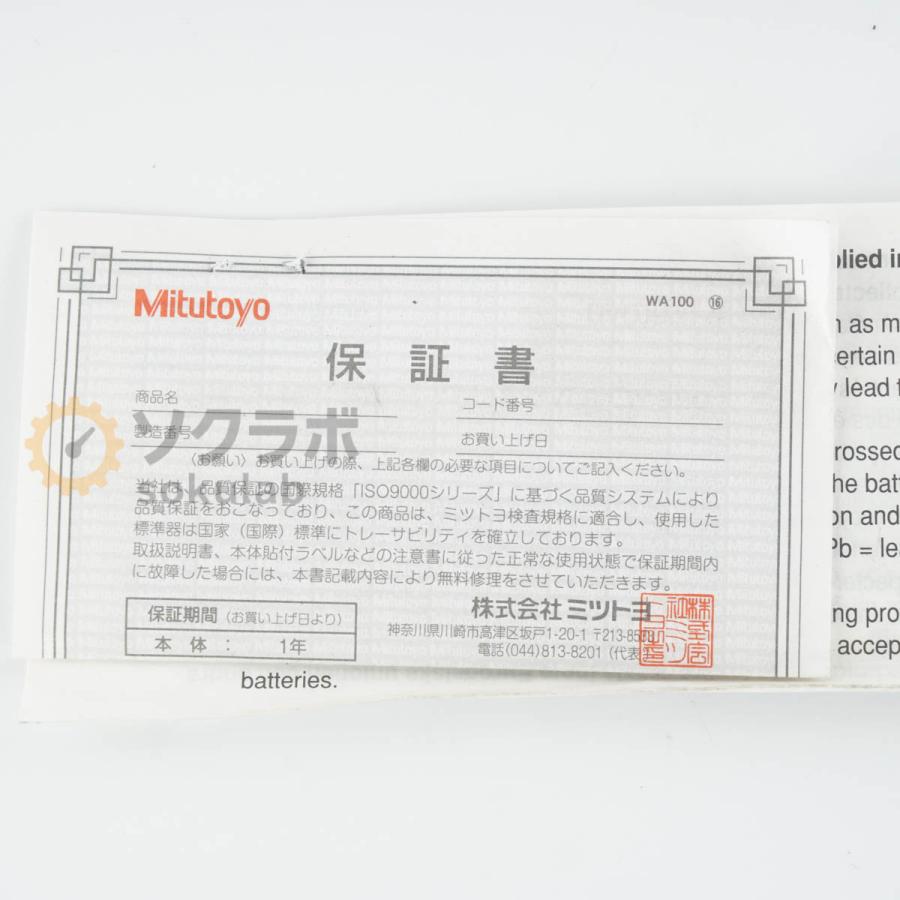 Mitutoyo
WA100 ⑯
保証書
商品名
コード番号
製造番号
お買い上げ日
〈お願い〉お買い上げの際、上記各欄の必要な項目についてご記入ください。
当社は、品質保証の国際規格「ISO9000シリーズ」に基づく品質システムにより
品質保証をおこなっており、この商品は、ミツトヨ検査規格に適合し、使用した
標準器は国家（国際）標準にトレーサビリティを確立しております。
取扱説明書、本体貼付ラベルなどの注意書に従った正常な使用状態で保証期間内
に故障した場合には、本書記載内容により無料修理をさせていただきます。
保証期間（お買い上げ日より）
本体： 1年
株式会社 ミツトヨ
神奈川県川崎市高津区坂戸1-20-1 〒213-8533
電話(044)813-8201（代表）
ソクラボ
sokulab
plied in
as m
ertain
lead f
rossed
he batt
on and
Pb = lea
ng pro
accep
batteries.